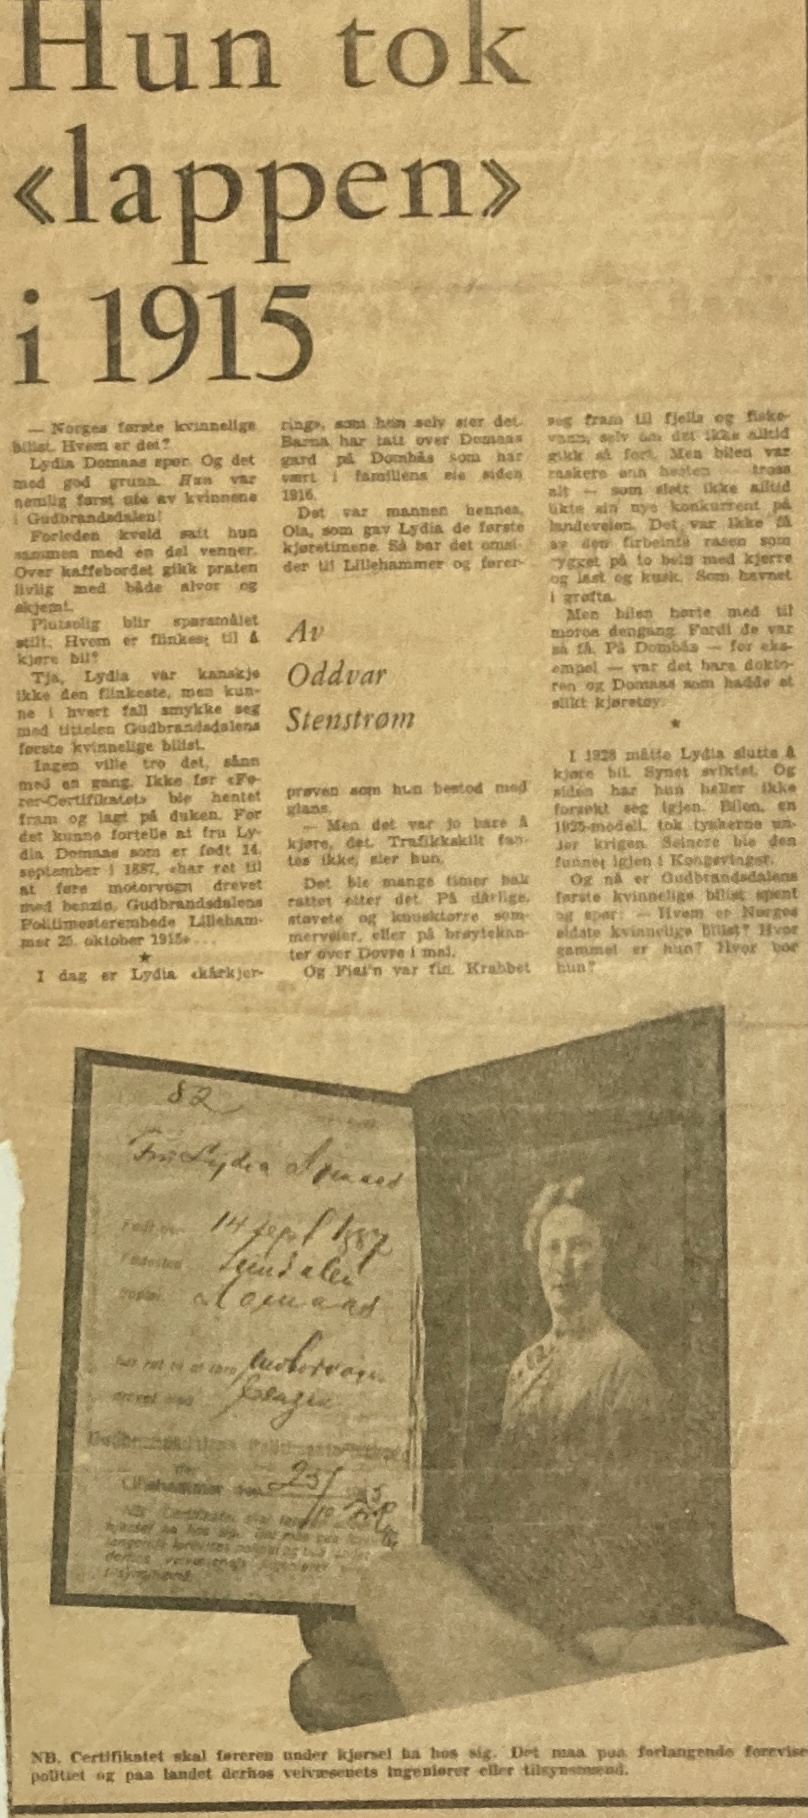 Hun tok
«lappen»
i 1915
— Norges første kvinnelige
bilist. Hvem er det?
Lydia Domaas spør. Og det
med god grunn. Hun var
nemlig først ute av kvinnene
i Gudbrandsdalen!
Forleden kveld satt hun
sammen med en del venner.
Over kaffebordet gikk praten
livlig med både alvor og
skjemt.
Plutselig blir spørsmålet
stilt: Hvem er flinkest til å
kjøre bil?
Tja, Lydia var kanskje
ikke den flinkeste, men kun-
ne i hvert fall smykke seg
med tittelen Gudbrandsdalens
første kvinnelige bilist.
Ingen ville tro det, sånn
med en gang. Ikke før «Fø-
rer-Certifikatet» ble hentet
fram og lagt på duken. For
det kunne fortelle at fru Ly-
dia Domaas som er født 14.
september i 1887, «har ret til
at føre motorvogn drevet
med benzin. Gudbrandsdalens
Politimesterembede Lilleham-
mer 25. oktober 1915» . . .
★
I dag er Lydia «kårkjer-
ring», som hun selv sier det.
Barna har tatt over Domaas
gard på Dombås som har
vært i familiens eie siden
1916.
Det var mannen hennes,
Ola, som gav Lydia de første
kjøretimene. Så bar det omsi-
der til Lillehammer og fører-
Av
Oddvar
Stenstrøm
prøven som hun bestod med
glans.
— Men det var jo bare å
kjøre, det. Trafikkskilt fan-
tes ikke, sier hun.
Det ble mange timer bak
rattet etter det. På dårlige,
støvete og knusktørre som-
merveier, eller på brøytekan-
ter over Dovre i mai.
Og Fiat'n var fin. Krabbet
seg fram til fjells og fiske-
vann, selv om det ikke alltid
gikk så fort. Men bilen var
raskere enn hesten — tross
alt — som slett ikke alltid
likte sin nye konkurrent på
landeveien. Det var ikke få
av den firbeinte rasen som
rygget på to bein med kjerre
og last og kusk. Som havnet
i grøfta.
Men bilen hørte med til
moroa dengang. Fordi de var
så få. På Dombås — for eks-
empel — var det bare dokto-
ren og Domaas som hadde et
slikt kjøretøy.
★
I 1928 måtte Lydia slutte å
kjøre bil. Synet sviktet. Og
siden har hun heller ikke
forsøkt seg igjen. Bilen, en
1925-modell, tok tyskerne un-
der krigen. Seinere ble den
funnet igjen i Kongsvinger.
Og nå er Gudbrandsdalens
første kvinnelige bilist spent
og spør: — Hvem er Norges
eldste kvinnelige bilist? Hvor
gammel er hun? Hvor bor
hun?
82
Fru Lydia Domaas
14 sept 1887
Domaas
har ret til at føre motorvogn
drevet med
Lillehammer den 25/10
NB. Certifikatet skal føreren under kjørsel ha hos sig. Det maa paa forlangende forevise
politiet og paa landet derhos veivæsenets ingeniører eller tilsynsmænd.